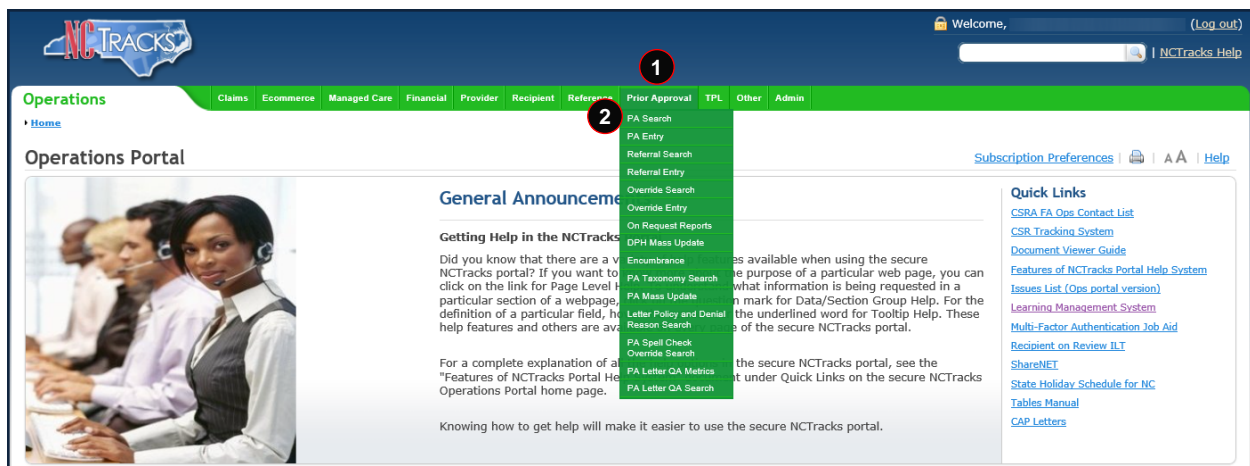 NCTRACKS
Welcome, (Log out)
| NCTracks Help
1
Operations Claims Ecommerce Managed Care Financial Provider Recipient Reference Prior Approval TPL Other Admin
2
Home
PA Search
PA Entry
Referral Search
Referral Entry
Override Search
Override Entry
On Request Reports
DPH Mass Update
Encumbrance
PA Taxonomy Search
PA Mass Update
Letter Policy and Denial
Reason Search
PA Spell Check
Override Search
PA Letter QA Metrics
PA Letter QA Search
Operations Portal
Subscription Preferences | | A A | Help
General Announceme
Getting Help in the NCTracks
Did you know that there are a v es available when using the secure
NCTracks portal? If you want to the purpose of a particular web page, you can
click on the link for Page Level H what information is being requested in a
particular section of a webpage, n mark for Data/Section Group Help. For the
definition of a particular field, ho the underlined word for Tooltip Help. These
help features and others are ava of the secure NCTracks portal.
For a complete explanation of al the secure NCTracks portal, see the
"Features of NCTracks Portal He nt under Quick Links on the secure NCTracks
Operations Portal home page.
Knowing how to get help will make it easier to use the secure NCTracks portal.
Quick Links
CSRA FA Ops Contact List
CSR Tracking System
Document Viewer Guide
Features of NCTracks Portal Help System
Issues List (Ops portal version)
Learning Management System
Multi-Factor Authentication Job Aid
Recipient on Review ILT
ShareNET
State Holiday Schedule for NC
Tables Manual
CAP Letters